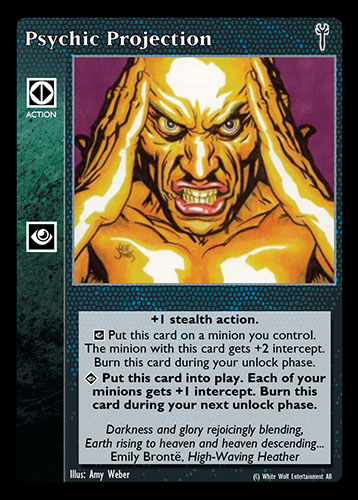 Psychic Projection
ACTION
+1 stealth action.
Put this card on a minion you control.
The minion with this card gets +2 intercept.
Burn this card during your unlock phase.
Put this card into play. Each of your
minions gets +1 intercept. Burn this
card during your next unlock phase.
Darkness and glory rejoicingly blending,
Earth rising to heaven and heaven descending...
Emily Brontë, High-Waving Heather
Illus: Amy Weber
(C) White Wolf Entertainment AB